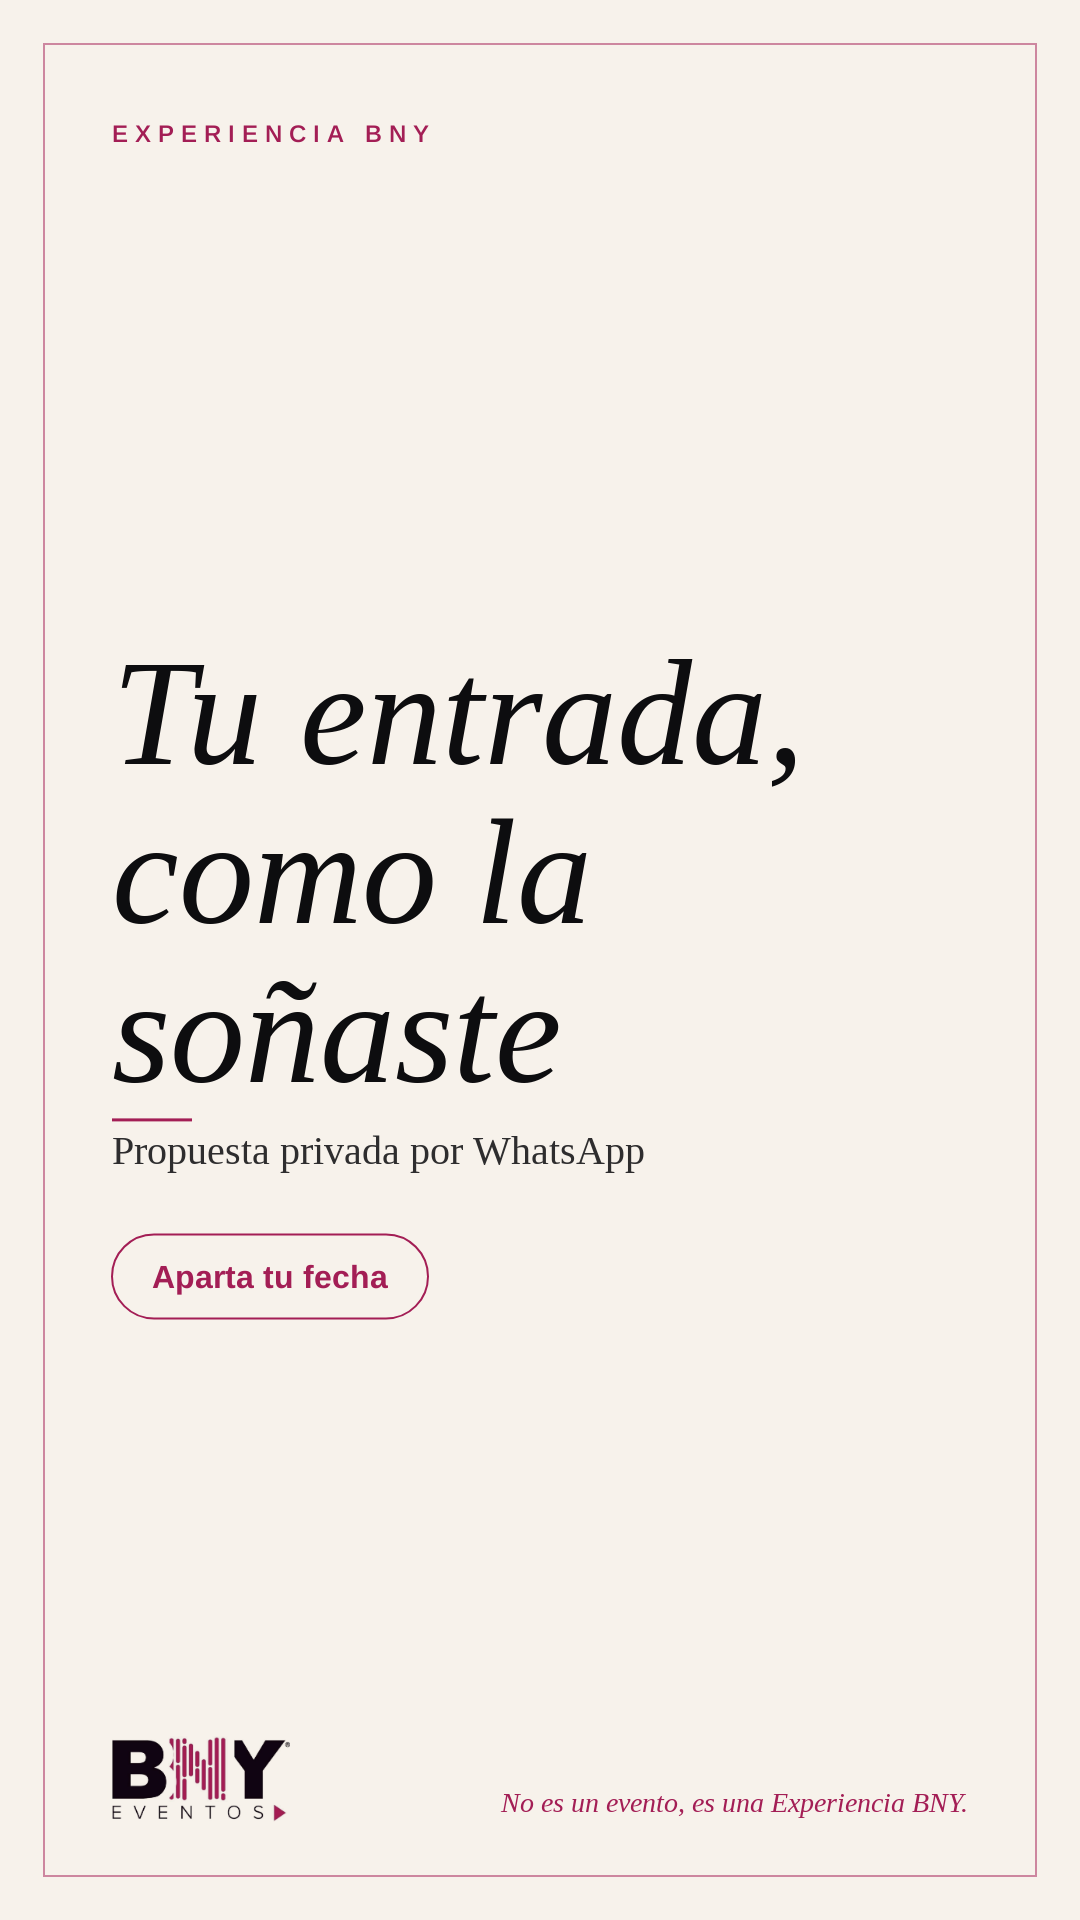 EXPERIENCIA BNY
Tu entrada,
como la
soñaste
Propuesta privada por WhatsApp
Aparta tu fecha
BNY®
EVENTOS
No es un evento, es una Experiencia BNY.